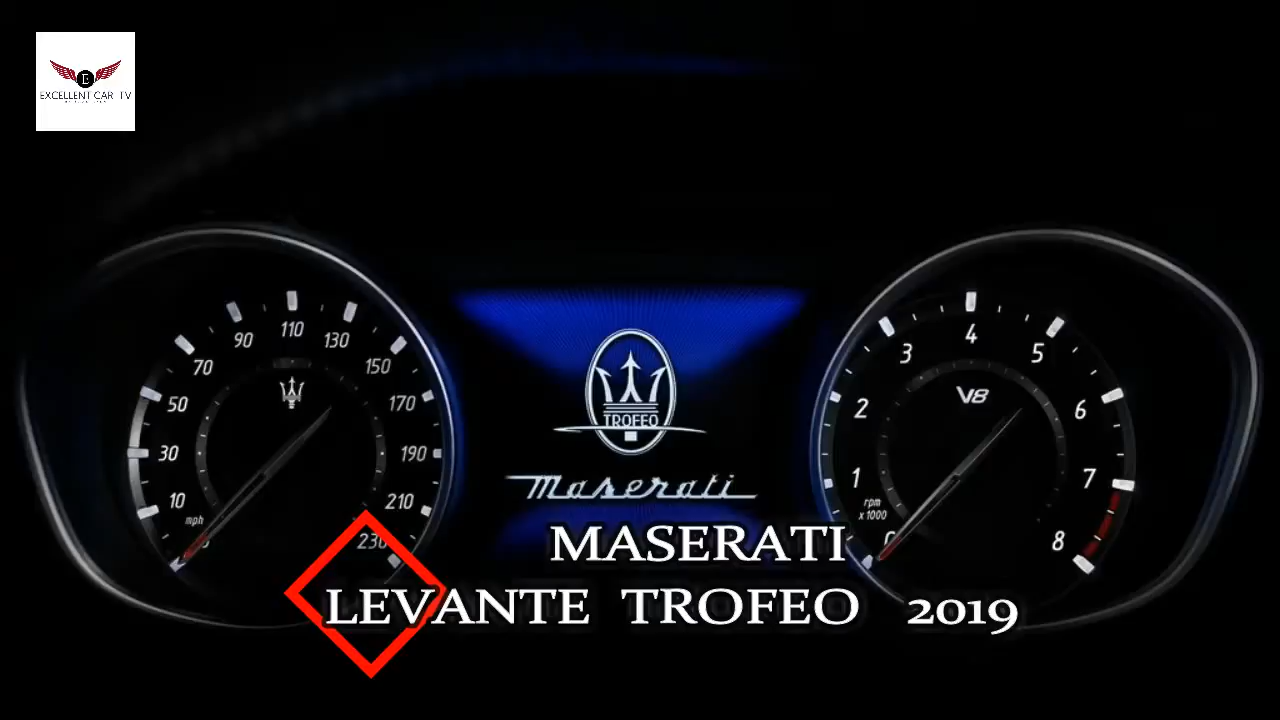 E
EXCELLENT CAR TV
10
30
50
70
90
110
130
150
170
190
210
230
mph
TROFEO
Maserati
0
1
2
3
4
5
6
7
8
V8
rpm
x 1000
MASERATI
LEVANTE TROFEO 2019